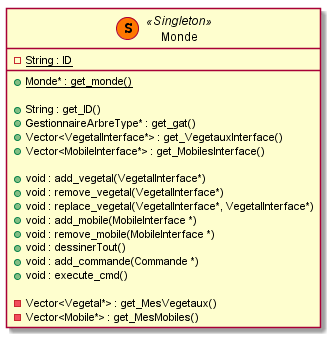 S
«Singleton»
Monde
String : ID
Monde* : get_monde()
String : get_ID()
GestionnaireArbreType* : get_gat()
Vector<VegetalInterface*> : get_VegetauxInterface()
Vector<MobileInterface*> : get_MobilesInterface()
void : add_vegetal(VegetalInterface*)
void : remove_vegetal(VegetalInterface*)
void : replace_vegetal(VegetalInterface*, VegetalInterface*)
void : add_mobile(MobileInterface *)
void : remove_mobile(MobileInterface *)
void : dessinerTout()
void : add_commande(Commande *)
void : execute_cmd()
Vector<Vegetal*> : get_MesVegetaux()
Vector<Mobile*> : get_MesMobiles()